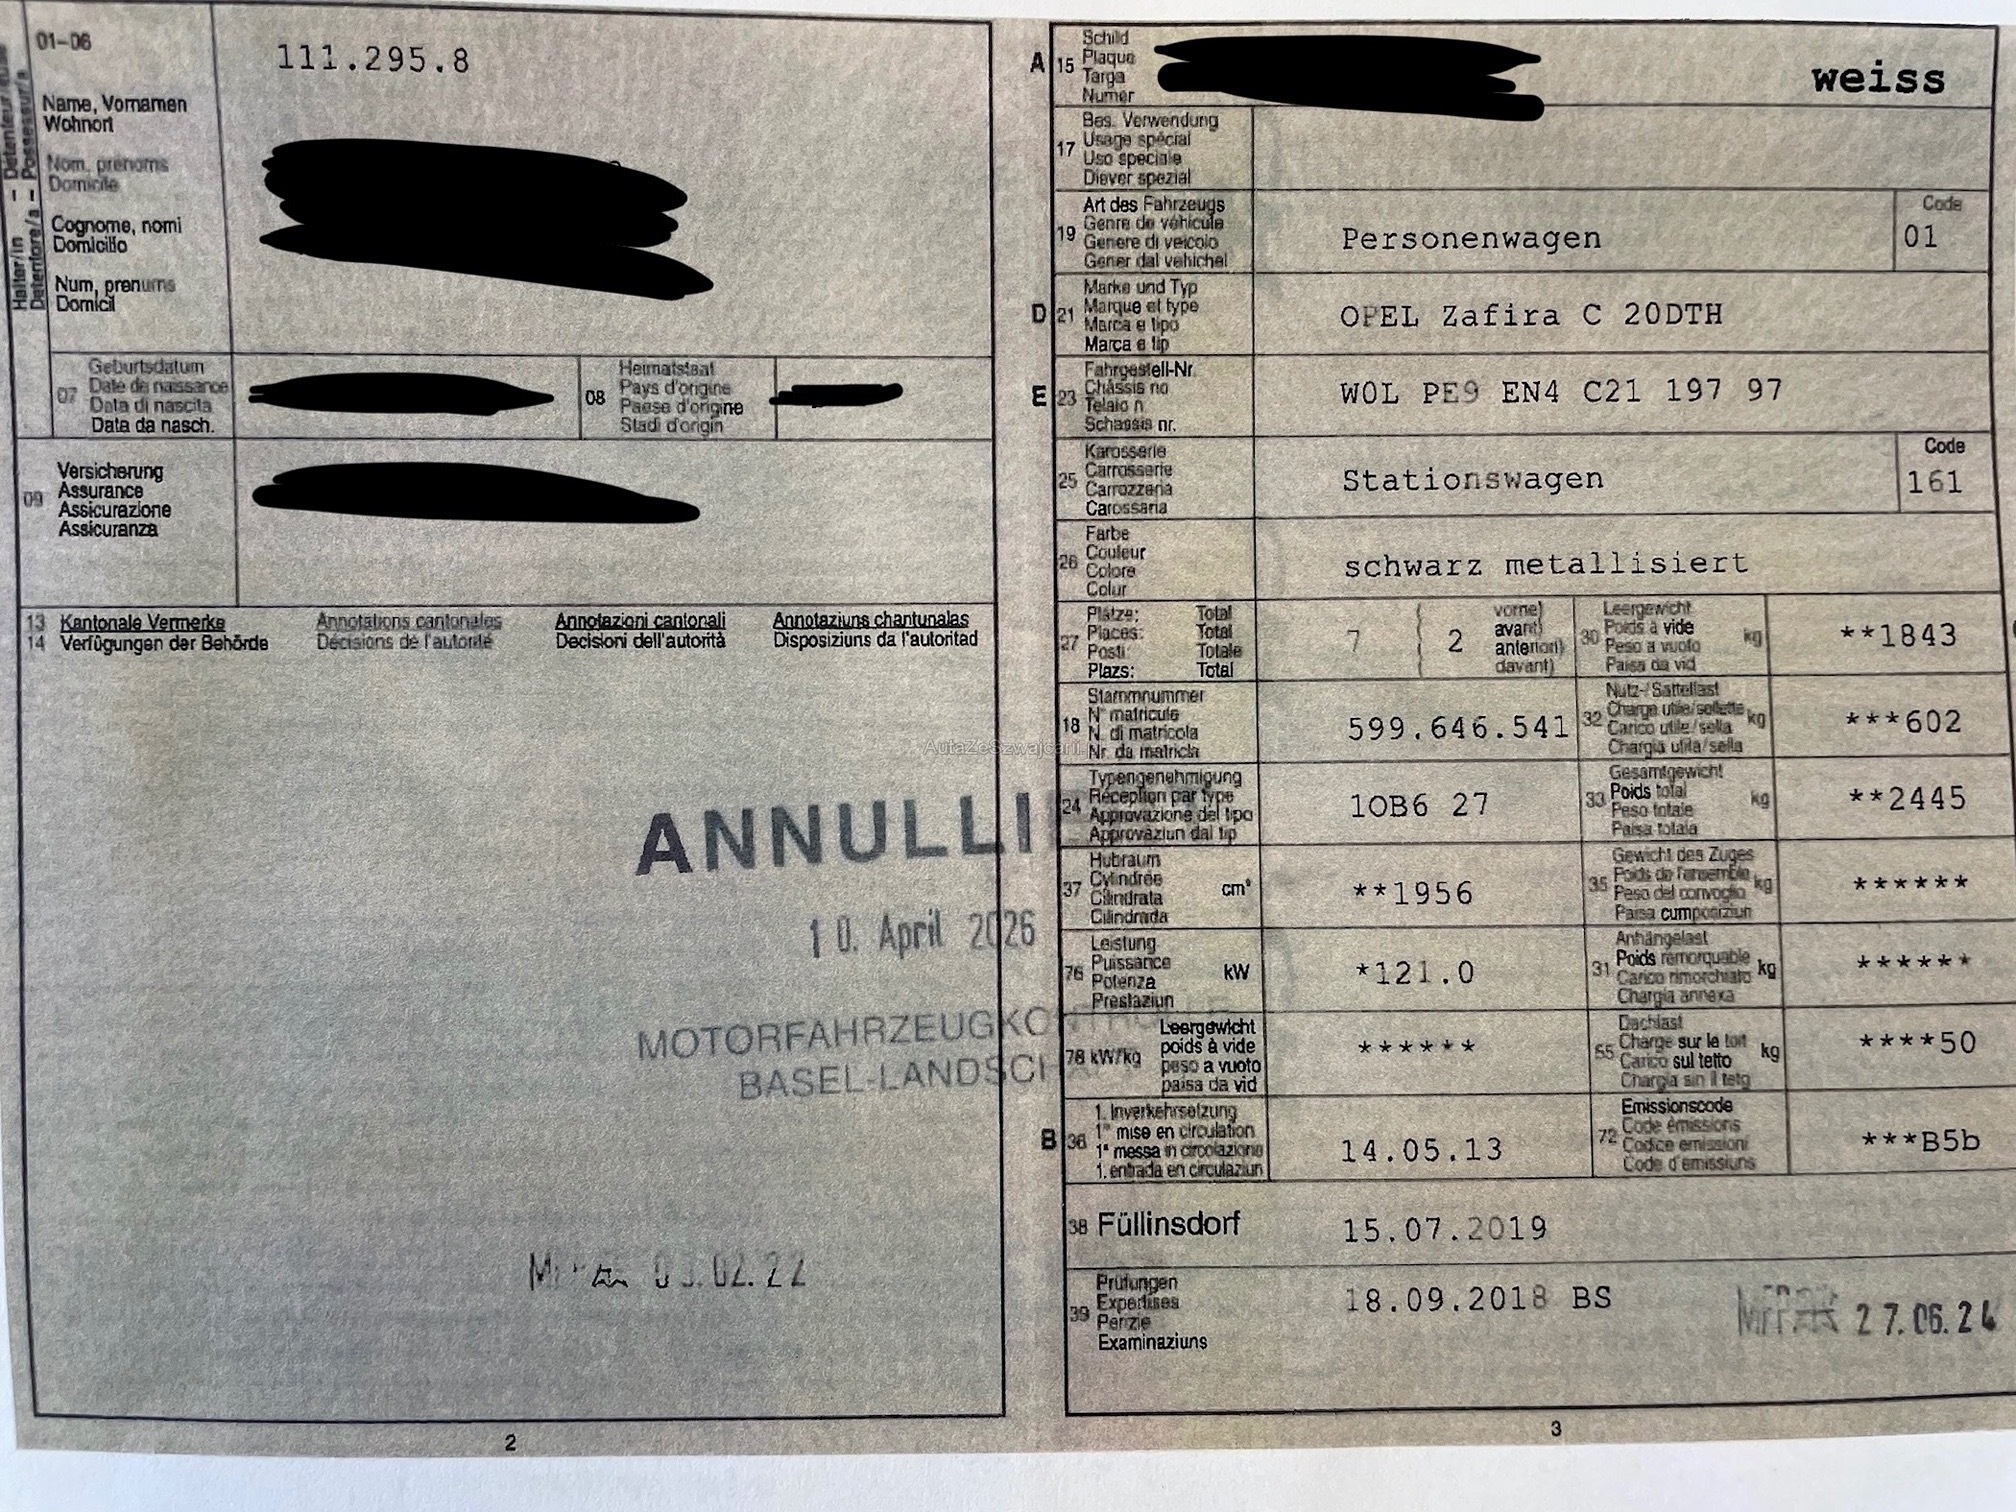 01-06
111.295.8
Name, Vornamen
Wohnort
Nom, prénoms
Domicile
Cognome, nomi
Domicilio
Num, prenums
Domicil
Halter/in – Détenteur/
Detentore/a – Possessur/a
07
Geburtsdatum
Date de naissance
Data di nascita
Data da nasch.
08
Heimatstaat
Pays d'origine
Paese d'origine
Stadi d'origin
09
Versicherung
Assurance
Assicurazione
Assicuranza
13 Kantonale Vermerke Annotations cantonales Annotazioni cantonali Annotaziuns chantunalas
14 Verfügungen der Behörde Décisions de l'autorité Decisioni dell'autorità Disposiziuns da l'autoritad
AutaZeSzwajcarii.
ANNULLI
10. April 2026
MOTORFAHRZEUGKONTROLLE
BASEL-LANDSCHA
03.02.22
2
A 15
Schild
Plaque
Targa
Numer
weiss
17
Bes. Verwendung
Usage spécial
Uso speciale
Diever spezial
19
Art des Fahrzeugs
Genre de véhicule
Genere di veicolo
Gener dal vehichel
Personenwagen
Code
01
D 21
Marke und Typ
Marque et type
Marca e tipo
Marca e tip
OPEL Zafira C 20DTH
E 23
Fahrgestell-Nr.
Châssis no
Telaio n.
Schassis nr.
W0L PE9 EN4 C21 197 97
25
Karosserie
Carrosserie
Carrozzeria
Carossaria
Stationswagen
Code
161
26
Farbe
Couleur
Colore
Colur
schwarz metallisiert
27
Plätze: Total
Places: Total
Posti: Totale
Plazs: Total
7
2
vorne)
avant)
anteriori)
davant)
30
Leergewicht
Poids à vide
Peso a vuoto
Paisa da vid
kg
**1843
18
Stammnummer
N° matricule
N. di matricola
Nr. da matricla
599.646.541
32
Nutz-/Sattellast
Charge utile/sellette
Carico utile/sella
Chargia utila/sella
kg
***602
24
Typengenehmigung
Réception par type
Approvazione del tipo
Approvaziun dal tip
1OB6 27
33
Gesamtgewicht
Poids total
Peso totale
Paisa totala
kg
**2445
37
Hubraum
Cylindrée
Cilindrata
Cilindrada
cm³
**1956
35
Gewicht des Zuges
Poids de l'ensemble
Peso del convoglio
Paisa cumposiziun
kg
******
76
Leistung
Puissance
Potenza
Prestaziun
kW
*121.0
31
Anhängelast
Poids remorquable
Carico rimorchiato
Chargia annexa
kg
******
78 kW/kg
Leergewicht
poids à vide
peso a vuoto
paisa da vid
******
55
Dachlast
Charge sur le toit
Carico sul tetto
Chargia sin il tetg
kg
****50
B 36
1. Inverkehrsetzung
1re mise en circulation
1a messa in circolazione
1. entrada en circulaziun
14.05.13
72
Emissionscode
Code émissions
Codice emissioni
Code d'emissiuns
***B5b
38 Füllinsdorf
15.07.2019
39
Prüfungen
Expertises
Perizie
Examinaziuns
18.09.2018 BS
27.06.24
3